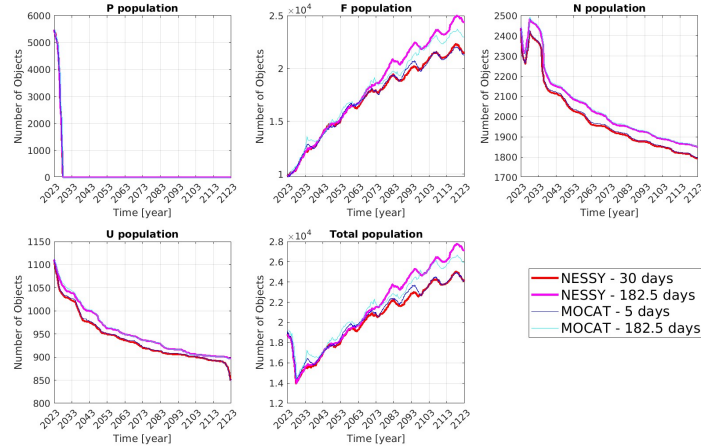 P population
Number of Objects
6000
5000
4000
3000
2000
1000
0
2023 2033 2043 2053 2063 2073 2083 2093 2103 2113 2123
Time [year]
F population
×10⁴
Number of Objects
2.5
2
1.5
1
2023 2033 2043 2053 2063 2073 2083 2093 2103 2113 2123
Time [year]
N population
Number of Objects
2500
2400
2300
2200
2100
2000
1900
1800
1700
2023 2033 2043 2053 2063 2073 2083 2093 2103 2113 2123
Time [year]
U population
Number of Objects
1150
1100
1050
1000
950
900
850
800
2023 2033 2043 2053 2063 2073 2083 2093 2103 2113 2123
Time [year]
Total population
×10⁴
Number of Objects
2.8
2.6
2.4
2.2
2
1.8
1.6
1.4
1.2
2023 2033 2043 2053 2063 2073 2083 2093 2103 2113 2123
Time [year]
NESSY - 30 days
NESSY - 182.5 days
MOCAT - 5 days
MOCAT - 182.5 days